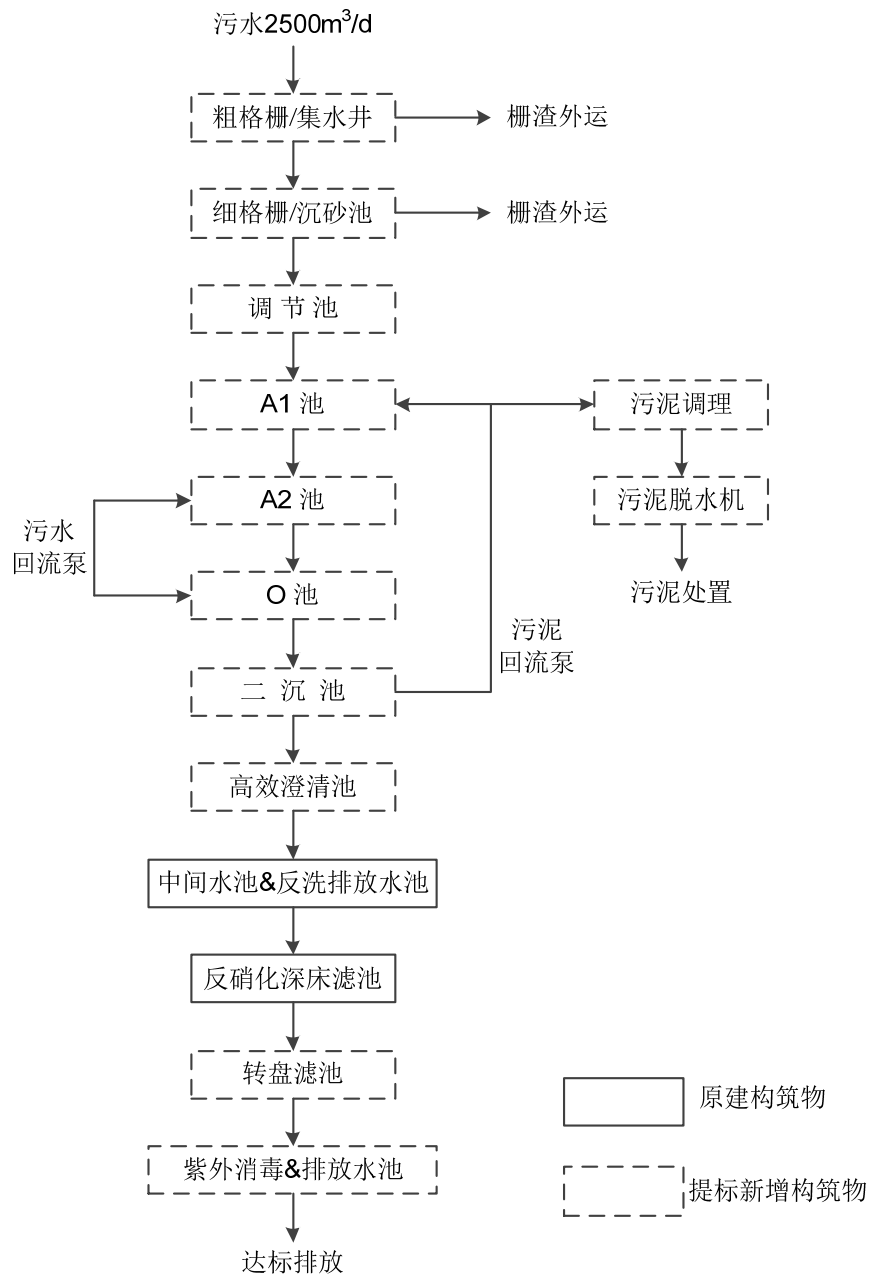 污水2500m³/d
粗格栅/集水井
栅渣外运
细格栅/沉砂池
栅渣外运
调节池
A1池
污泥调理
A2池
污泥脱水机
污水
回流泵
O池
污泥处置
污泥
回流泵
二沉池
高效澄清池
中间水池&反洗排放水池
反硝化深床滤池
转盘滤池
原建构筑物
紫外消毒&排放水池
提标新增构筑物
达标排放